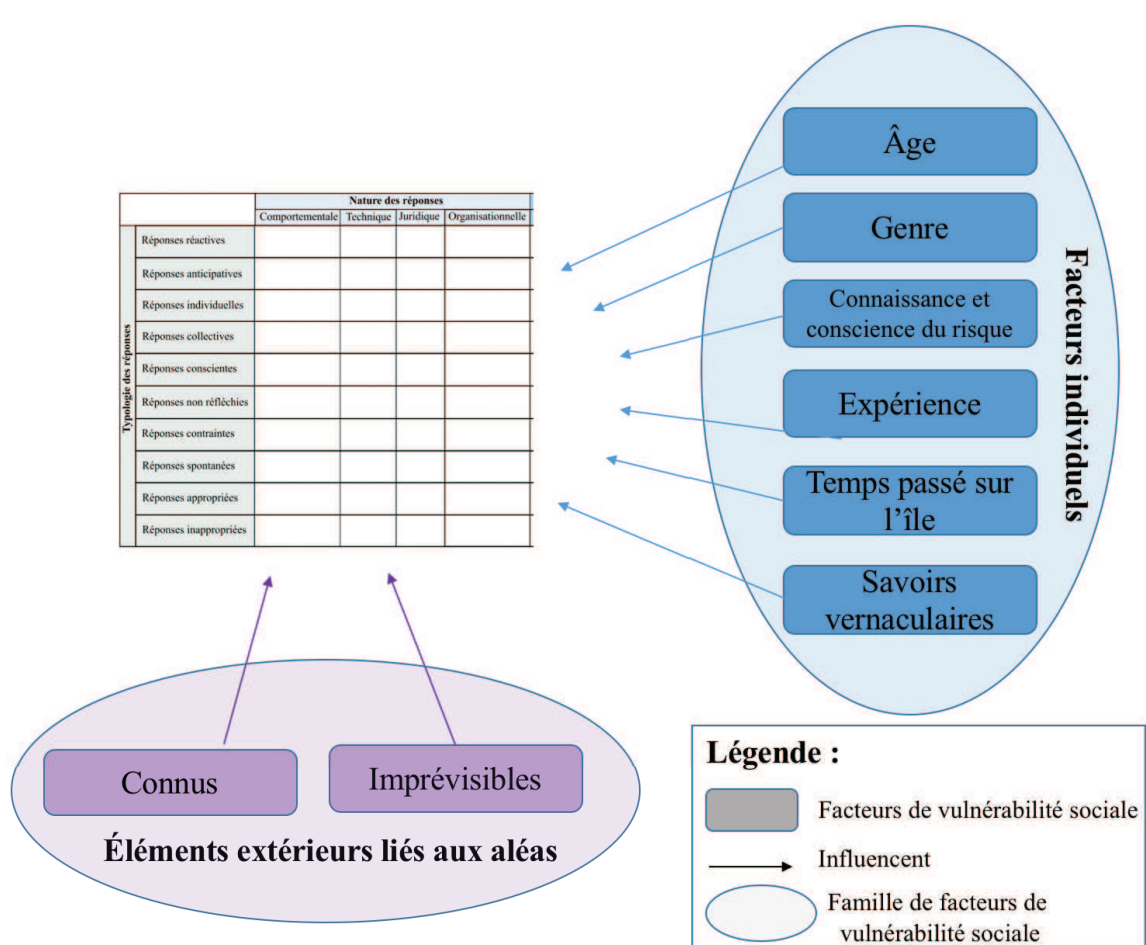 Nature des réponses
Comportementale Technique Juridique Organisationnelle
Typologie des réponses
Réponses réactives
Réponses anticipatives
Réponses individuelles
Réponses collectives
Réponses conscientes
Réponses non réfléchies
Réponses contraintes
Réponses spontanées
Réponses appropriées
Réponses inappropriées
Âge
Genre
Connaissance et
conscience du risque
Expérience
Temps passé sur
l’île
Savoirs
vernaculaires
Facteurs individuels
Connus
Imprévisibles
Éléments extérieurs liés aux aléas
Légende :
Facteurs de vulnérabilité sociale
Influencent
Famille de facteurs de
vulnérabilité sociale